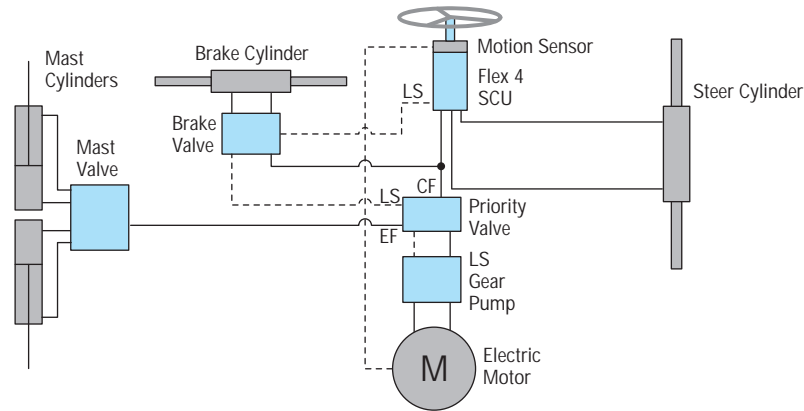 Mast
Cylinders
Brake Cylinder
Motion Sensor
LS
Flex 4
SCU
Steer Cylinder
Brake
Valve
Mast
Valve
CF
LS
Priority
Valve
EF
LS
Gear
Pump
M
Electric
Motor